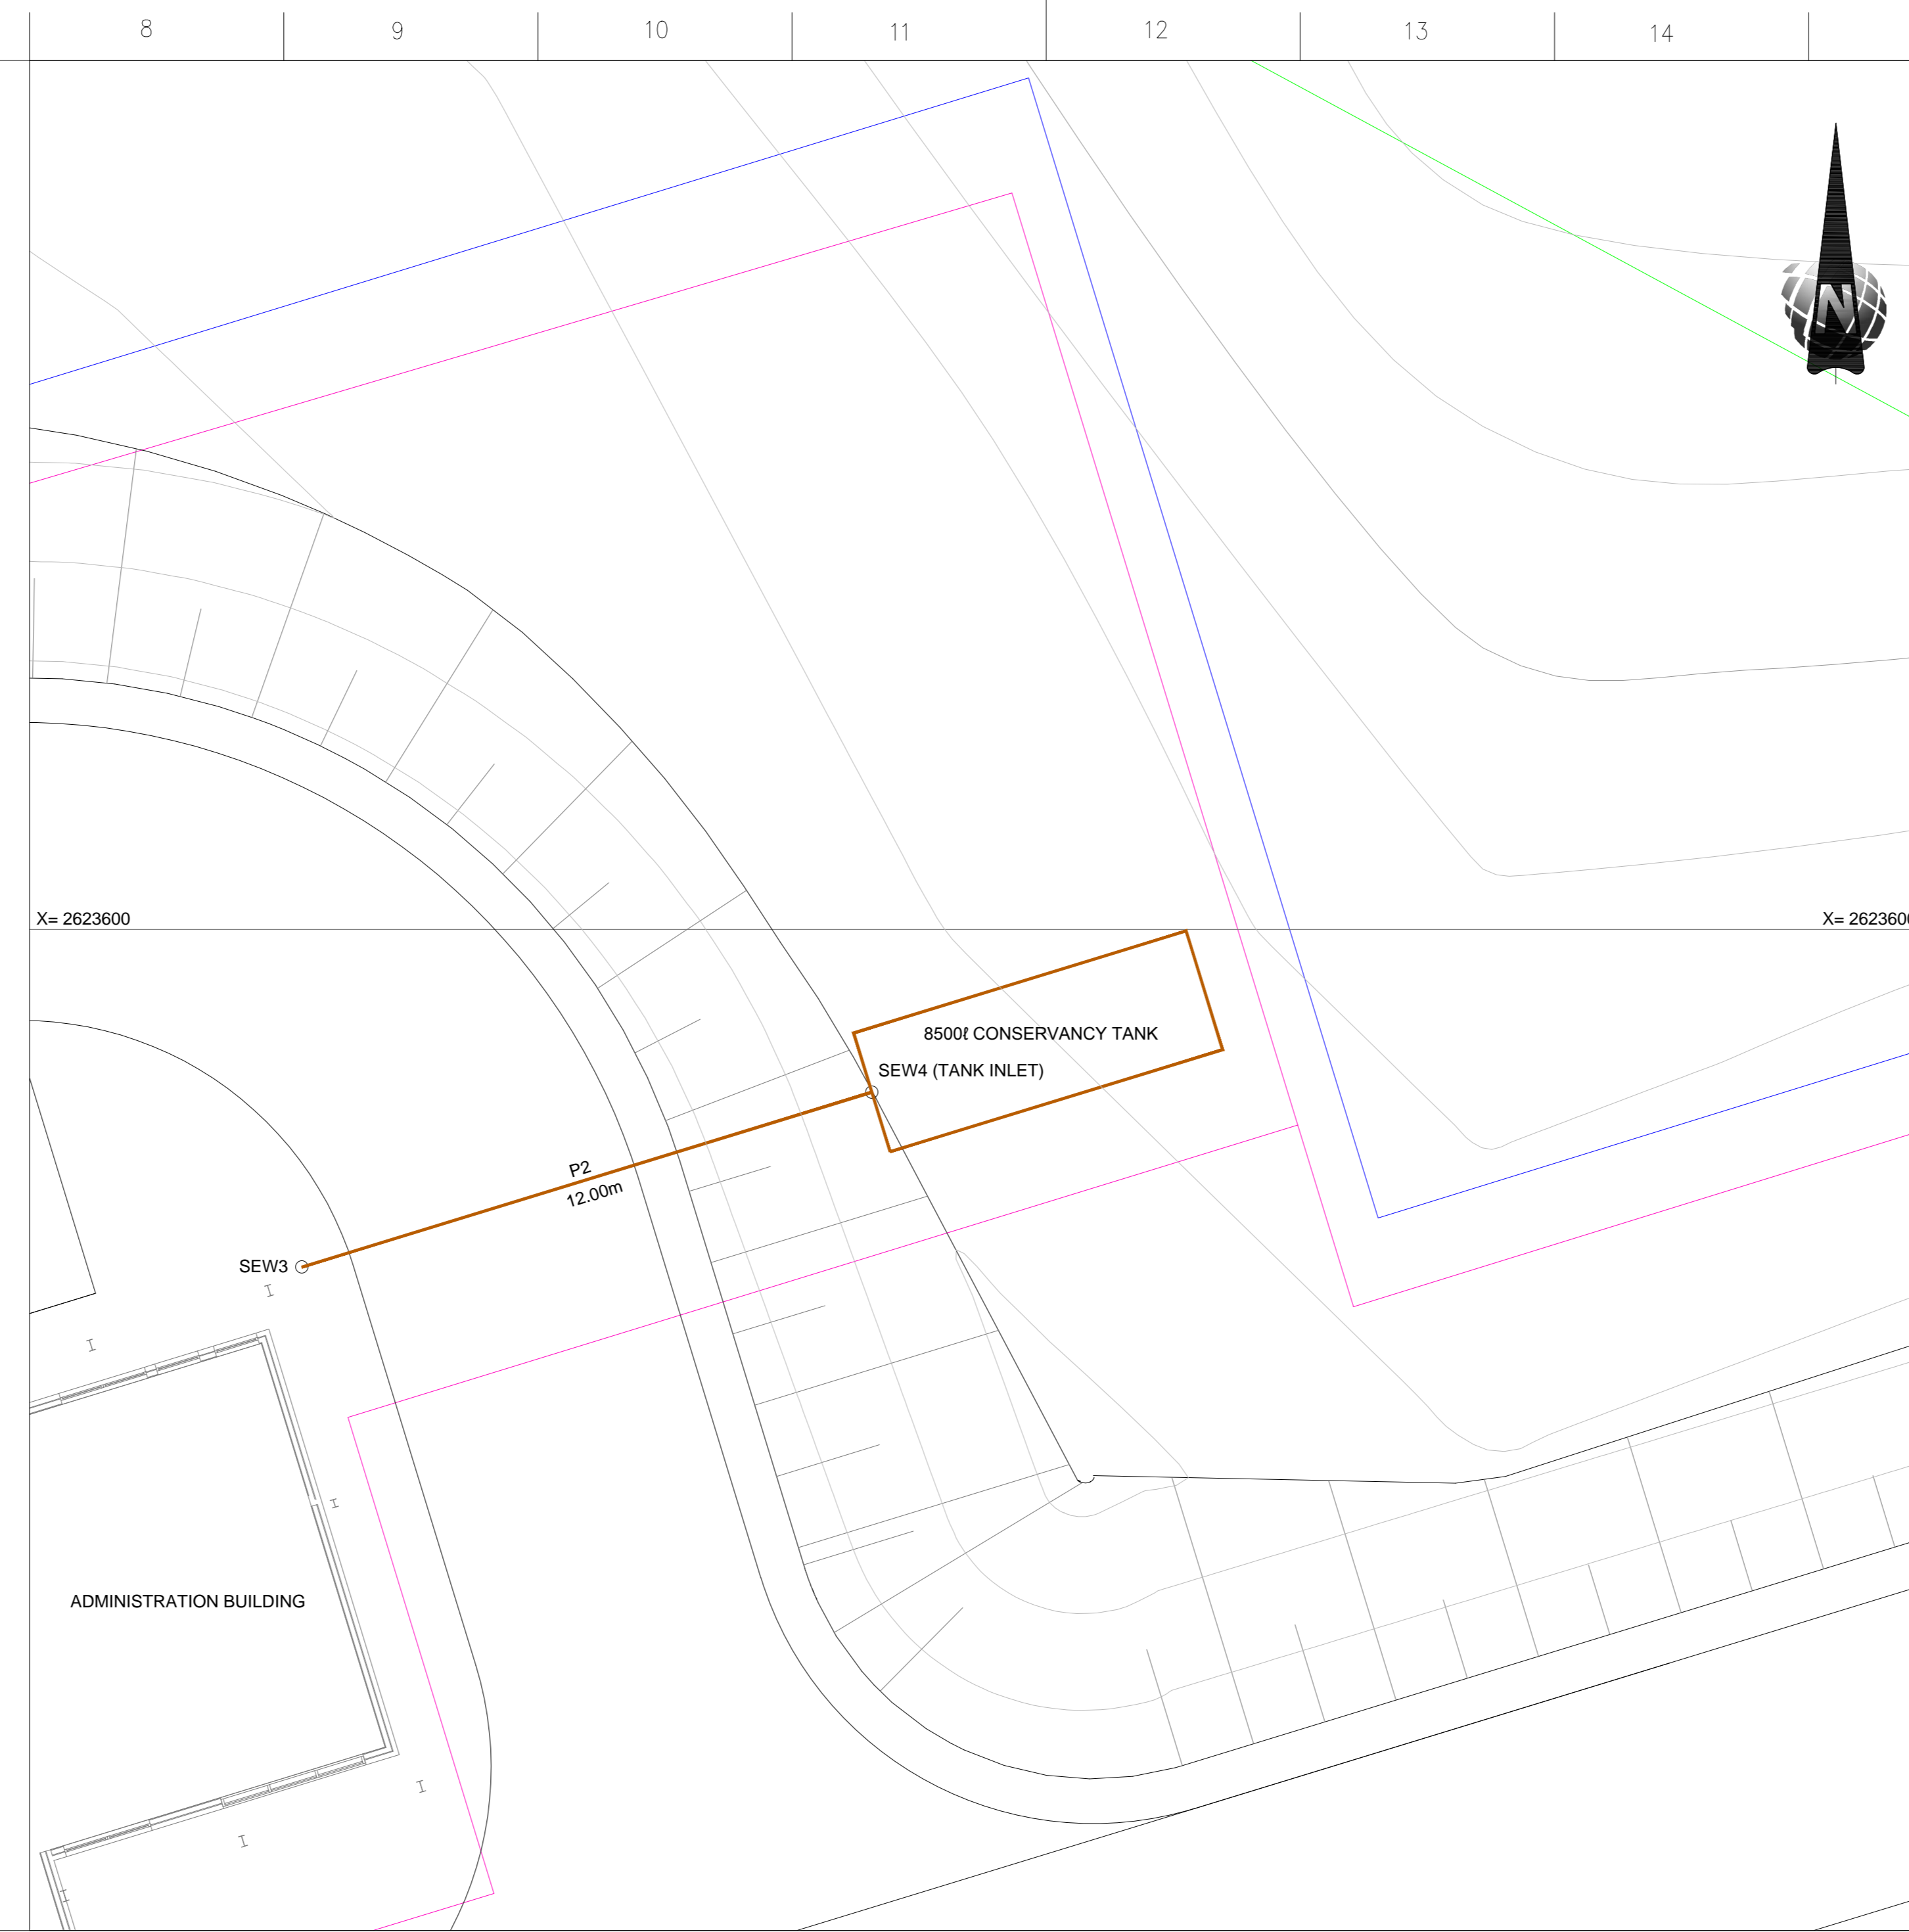 8 9 10 11 12 13 14
N
X= 2623600 X= 2623600
8500ℓ CONSERVANCY TANK
SEW4 (TANK INLET)
P2
12.00m
SEW3
ADMINISTRATION BUILDING